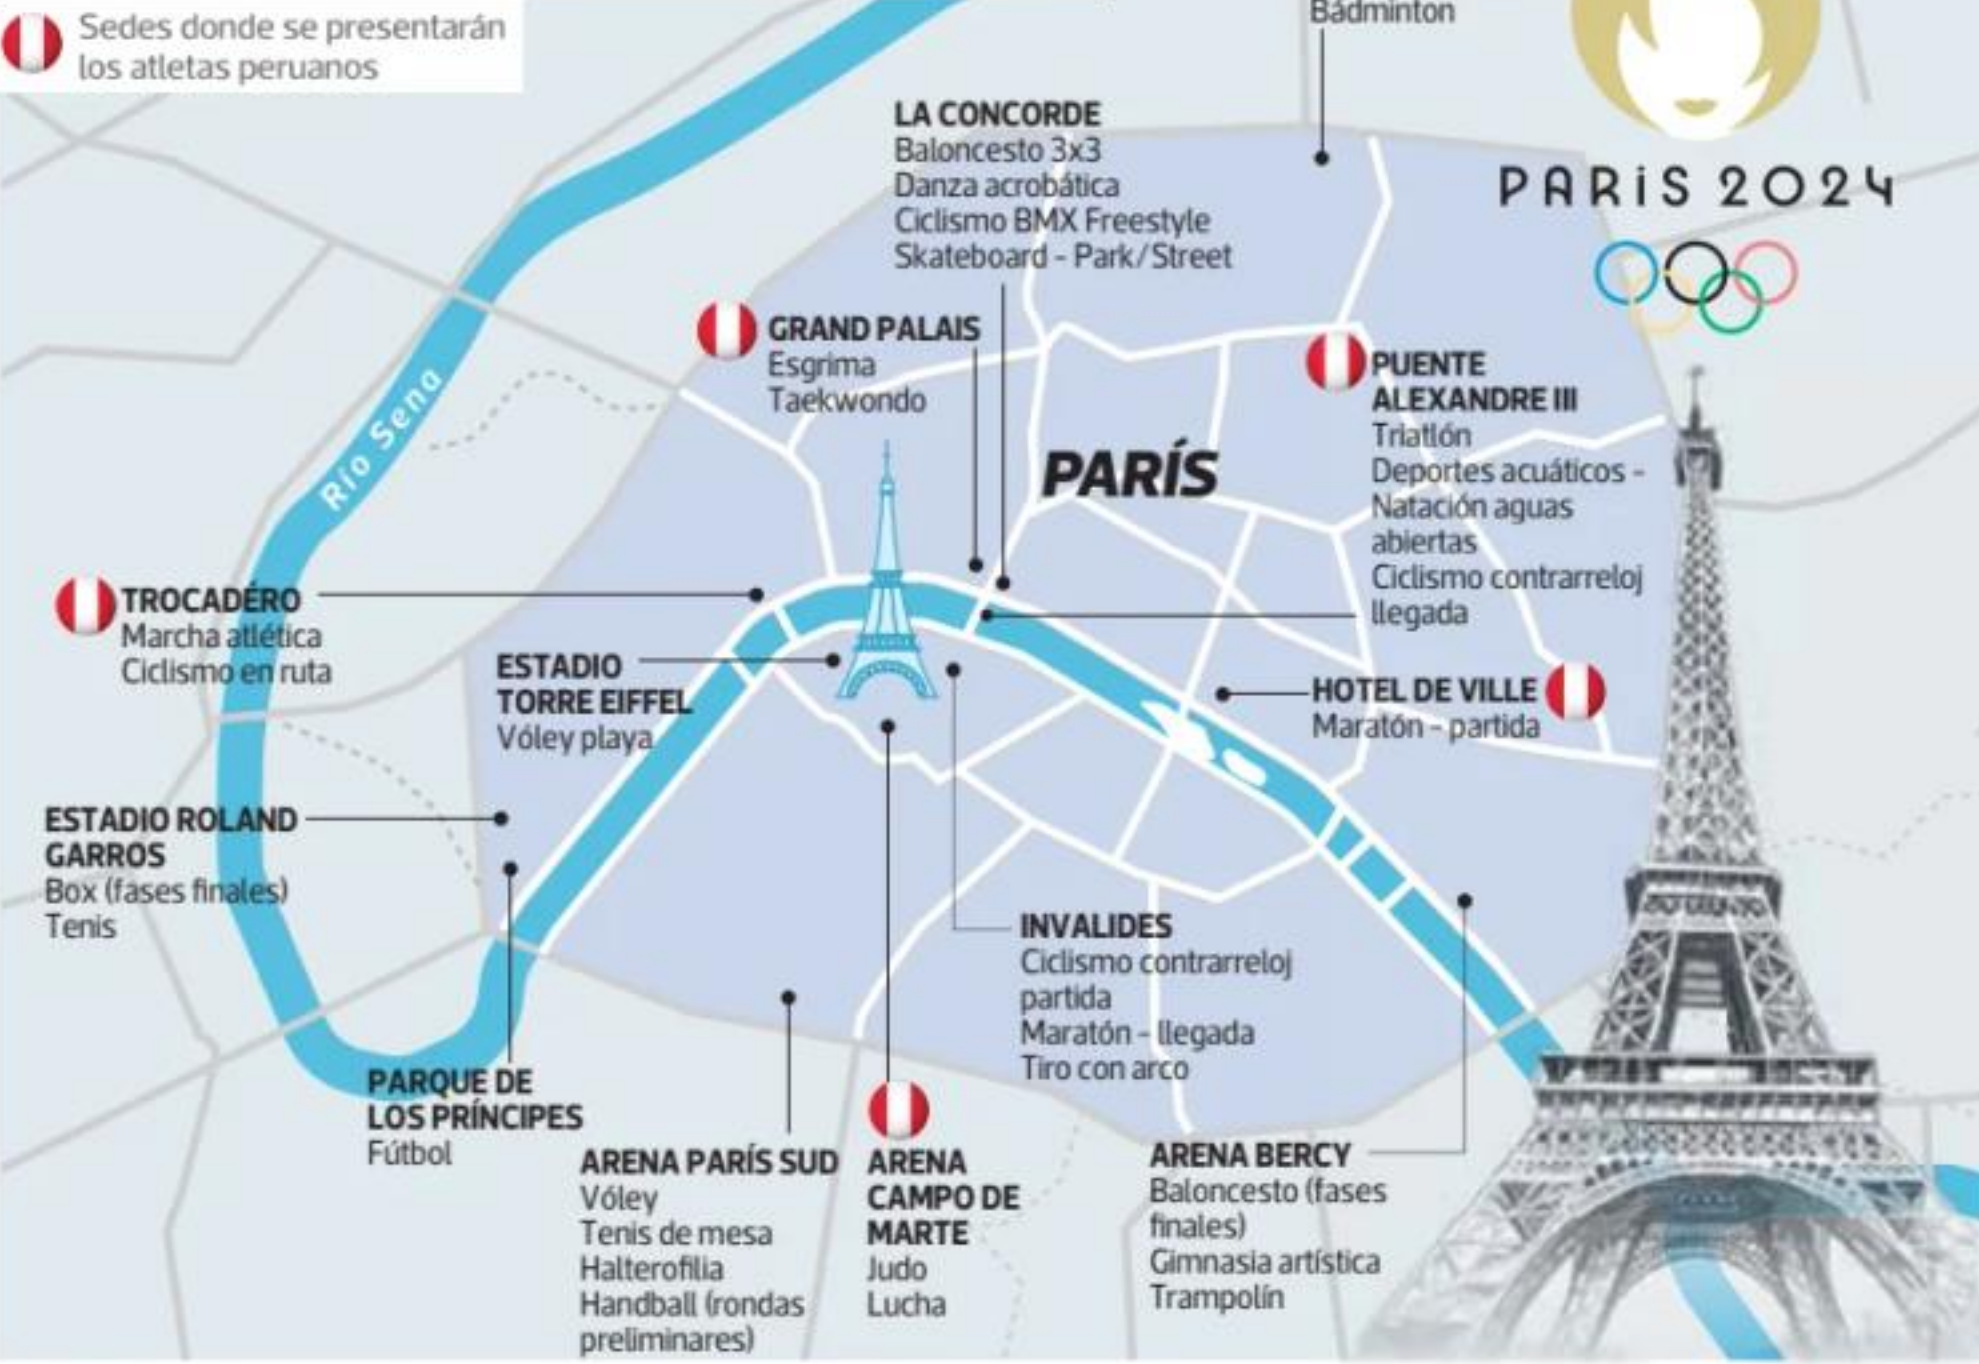 Sedes donde se presentarán
los atletas peruanos
Bádminton
PARiS 2024
LA CONCORDE
Baloncesto 3x3
Danza acrobática
Ciclismo BMX Freestyle
Skateboard - Park/Street
GRAND PALAIS
Esgrima
Taekwondo
PUENTE
ALEXANDRE III
Triatlón
Deportes acuáticos -
Natación aguas
abiertas
Ciclismo contrarreloj
llegada
Río Sena
PARÍS
TROCADÉRO
Marcha atlética
Ciclismo en ruta
ESTADIO
TORRE EIFFEL
Vóley playa
HOTEL DE VILLE
Maratón - partida
ESTADIO ROLAND
GARROS
Box (fases finales)
Tenis
INVALIDES
Ciclismo contrarreloj
partida
Maratón - llegada
Tiro con arco
PARQUE DE
LOS PRÍNCIPES
Fútbol
ARENA PARÍS SUD
Vóley
Tenis de mesa
Halterofilia
Handball (rondas
preliminares)
ARENA
CAMPO DE
MARTE
Judo
Lucha
ARENA BERCY
Baloncesto (fases
finales)
Gimnasia artística
Trampolín